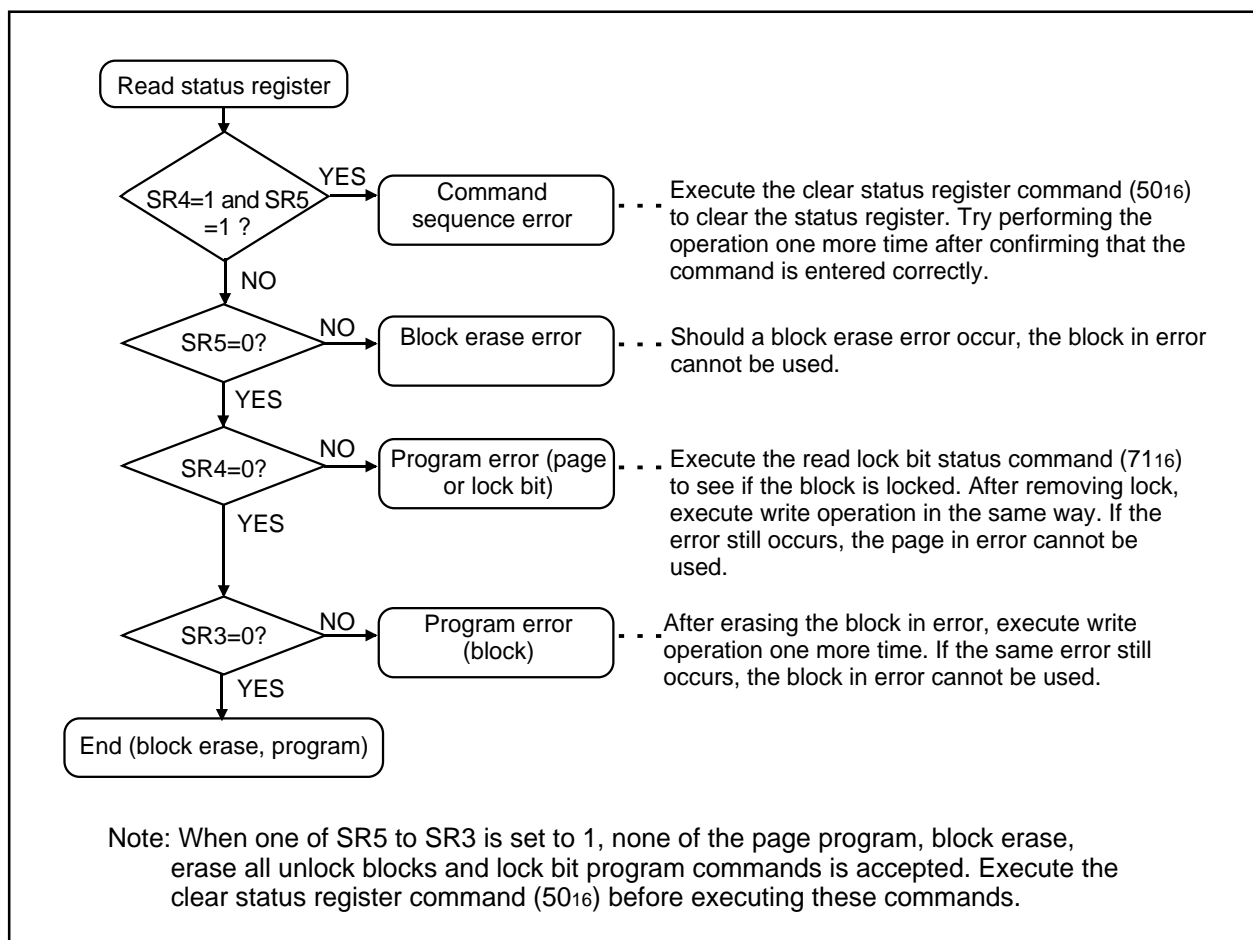 Read status register
SR4=1 and SR5
=1 ?
YES
Command
sequence error
Execute the clear status register command (5016)
to clear the status register. Try performing the
operation one more time after confirming that the
command is entered correctly.
NO
SR5=0?
NO
Block erase error
Should a block erase error occur, the block in error
cannot be used.
YES
SR4=0?
NO
Program error (page
or lock bit)
Execute the read lock bit status command (7116)
to see if the block is locked. After removing lock,
execute write operation in the same way. If the
error still occurs, the page in error cannot be
used.
YES
SR3=0?
NO
Program error
(block)
After erasing the block in error, execute write
operation one more time. If the same error still
occurs, the block in error cannot be used.
YES
End (block erase, program)
Note: When one of SR5 to SR3 is set to 1, none of the page program, block erase,
erase all unlock blocks and lock bit program commands is accepted. Execute the
clear status register command (5016) before executing these commands.